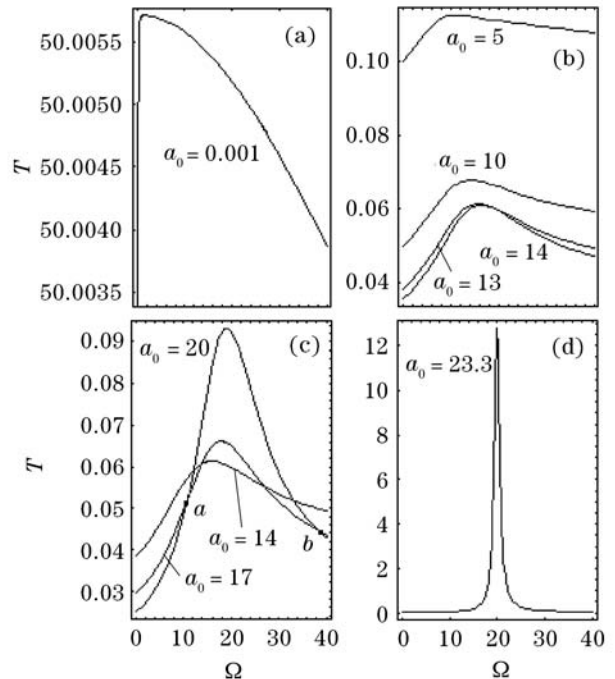 50.0055
50.0050
50.0045
50.0040
50.0035
T
(a)
a₀ = 0.001
0.10
0.08
0.06
0.04
(b)
a₀ = 5
a₀ = 10
a₀ = 14
a₀ = 13
0.09
0.08
0.07
0.06
0.05
0.04
0.03
T
(c)
a₀ = 20
a
a₀ = 14
b
a₀ = 17
0 10 20 30 40
Ω
12
10
8
6
4
2
0
(d)
a₀ = 23.3
0 10 20 30 40
Ω